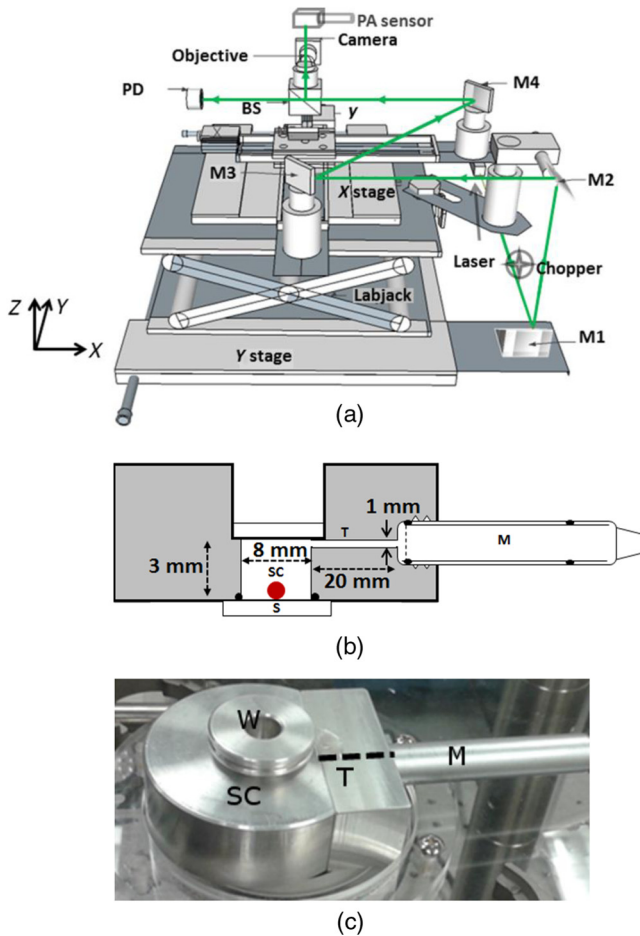 PA sensor
Camera
Objective
M4
PD
BS
y
M3
X stage
M2
Laser
Chopper
Labjack
Z
Y
X
Y stage
M1
(a)
1 mm
T
M
8 mm
3 mm
SC
20 mm
S
(b)
W
M
T
SC
(c)